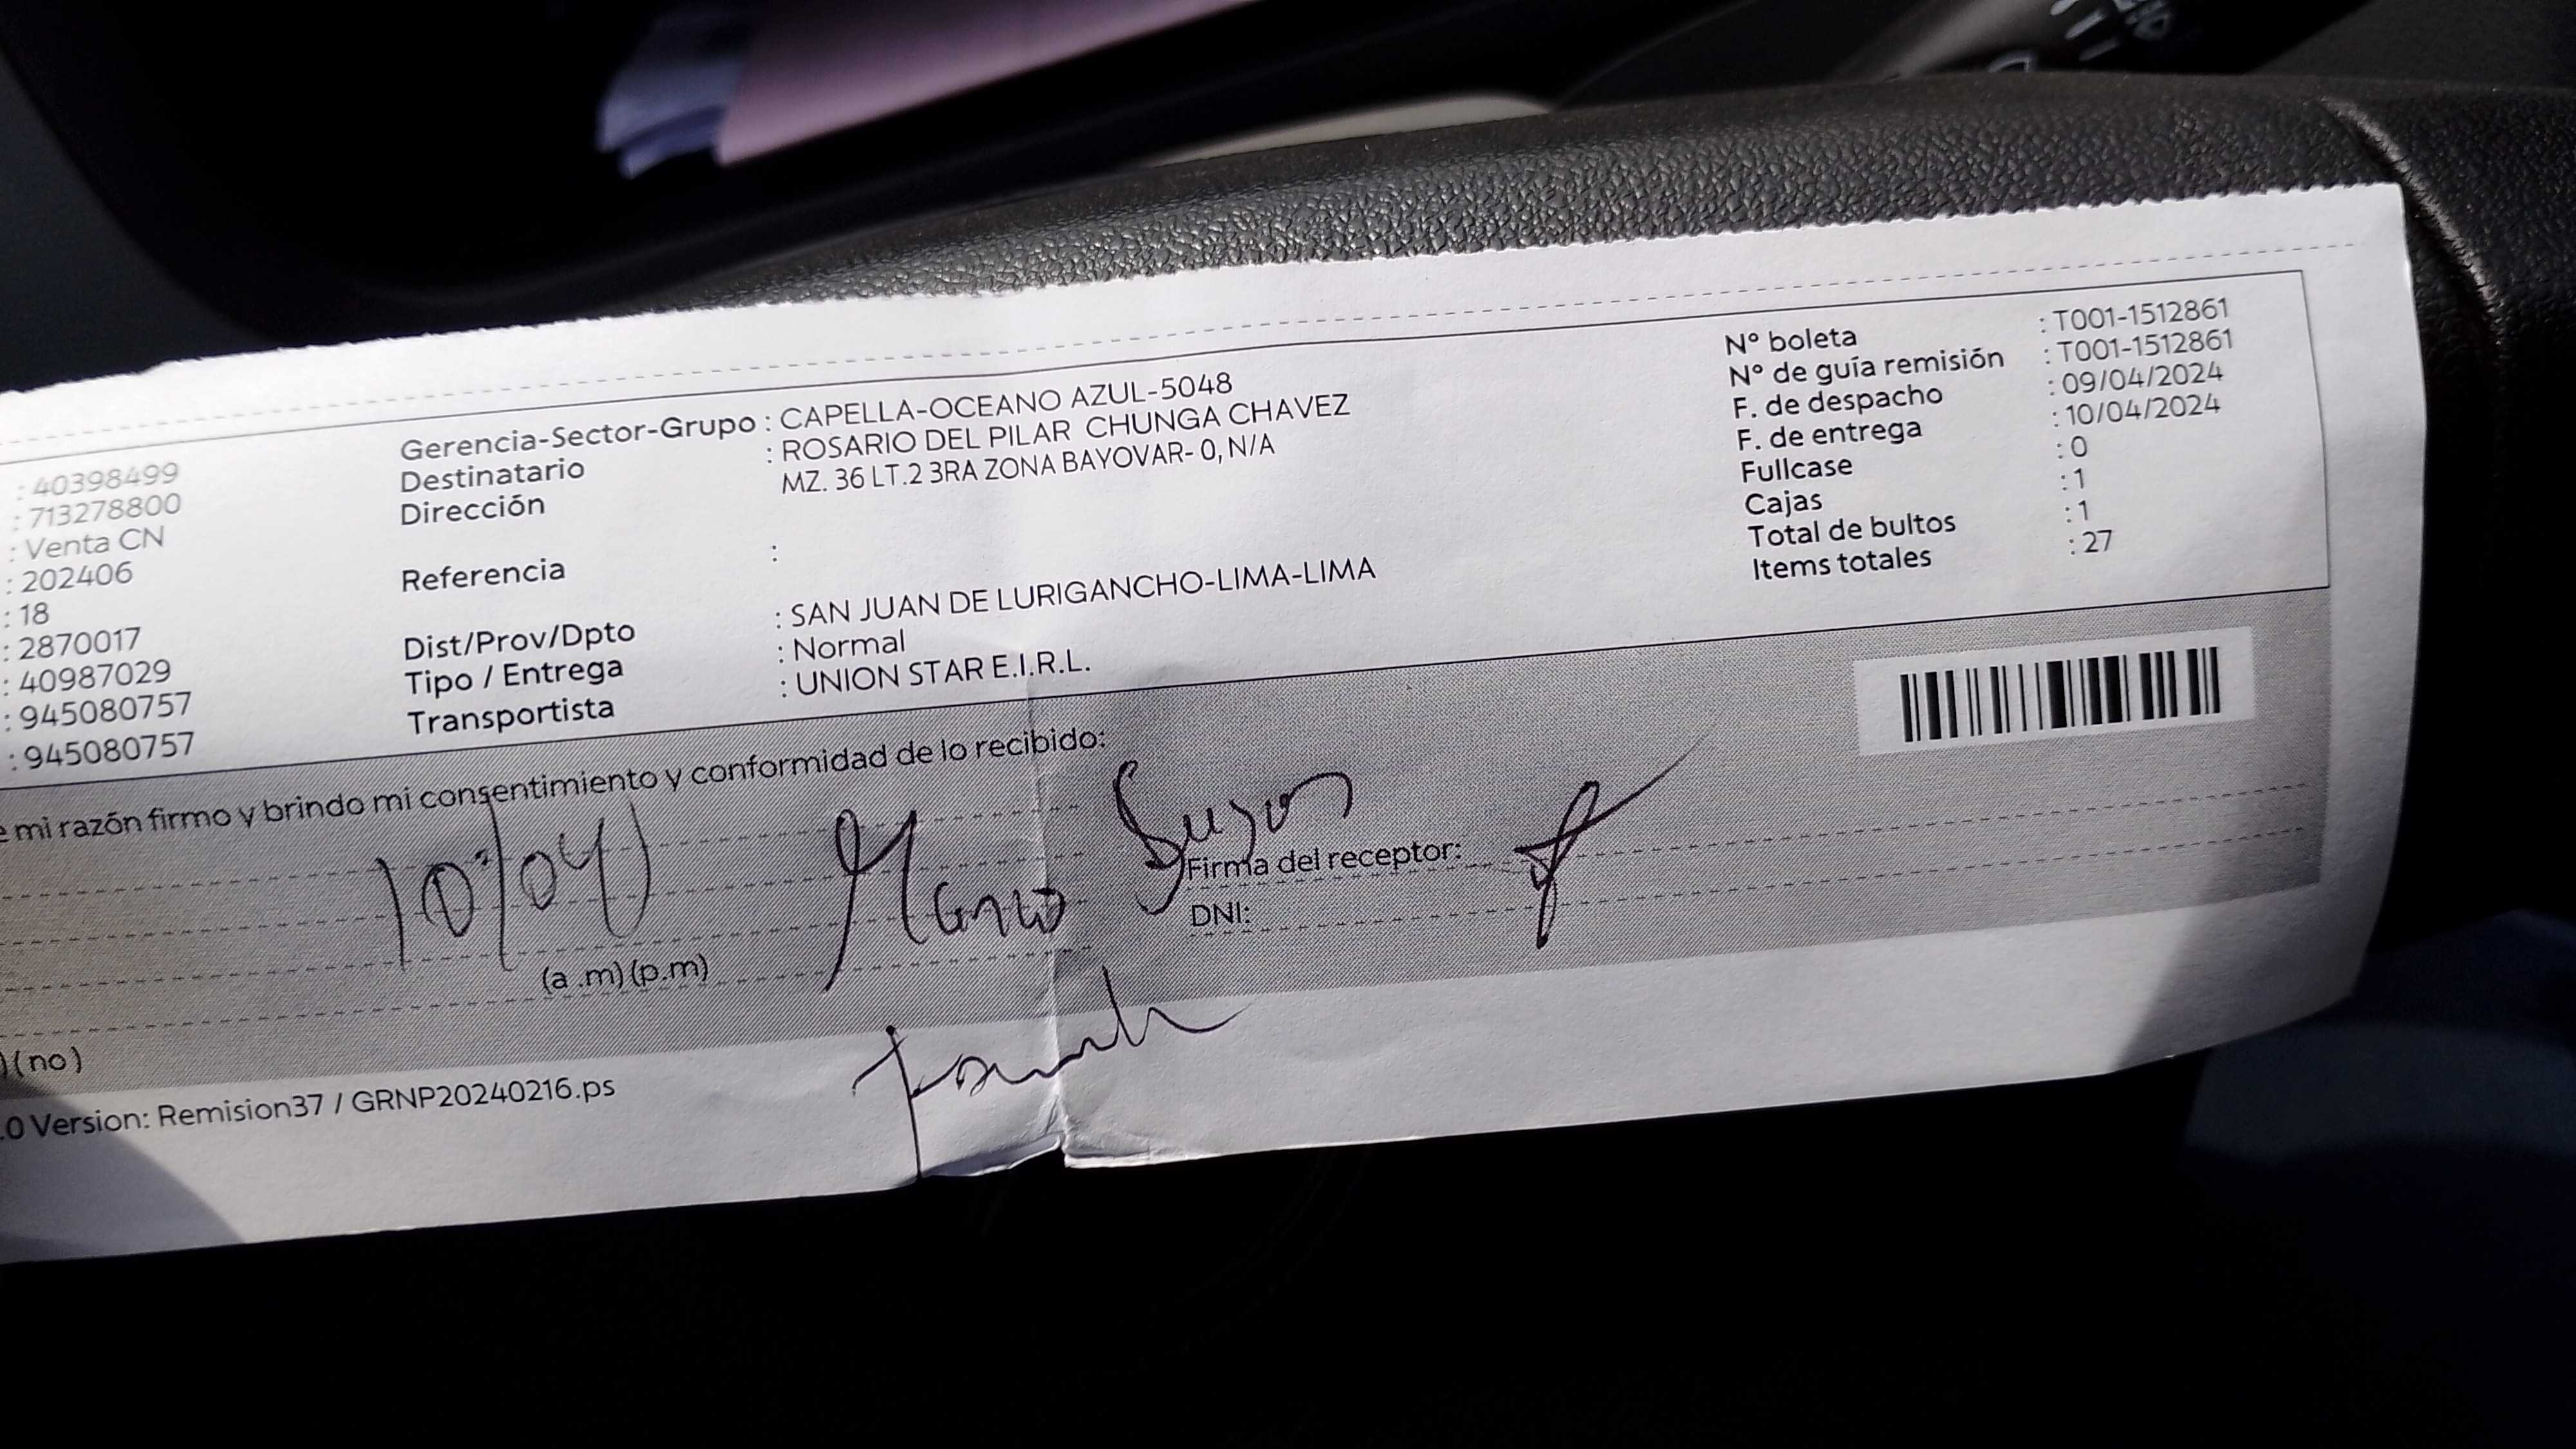 : 40398499
: 713278800
: Venta CN
: 202406
: 18
: 2870017
: 40987029
: 945080757
: 945080757
Gerencia-Sector-Grupo : CAPELLA-OCEANO AZUL-5048
Destinatario : ROSARIO DEL PILAR CHUNGA CHAVEZ
Dirección MZ. 36 LT.2 3RA ZONA BAYOVAR- 0, N/A
Referencia :
Dist/Prov/Dpto : SAN JUAN DE LURIGANCHO-LIMA-LIMA
Tipo / Entrega : Normal
Transportista : UNION STAR E.I.R.L.
N° boleta : T001-1512861
N° de guía remisión : T001-1512861
F. de despacho : 09/04/2024
F. de entrega : 10/04/2024
Fullcase : 0
Cajas : 1
Total de bultos : 1
Items totales : 27
mi razón firmo y brindo mi consentimiento y conformidad de lo recibido:
10/04
Firma del receptor:
DNI:
(a .m) (p.m)
) (no)
.0 Version: Remision37 / GRNP20240216.ps